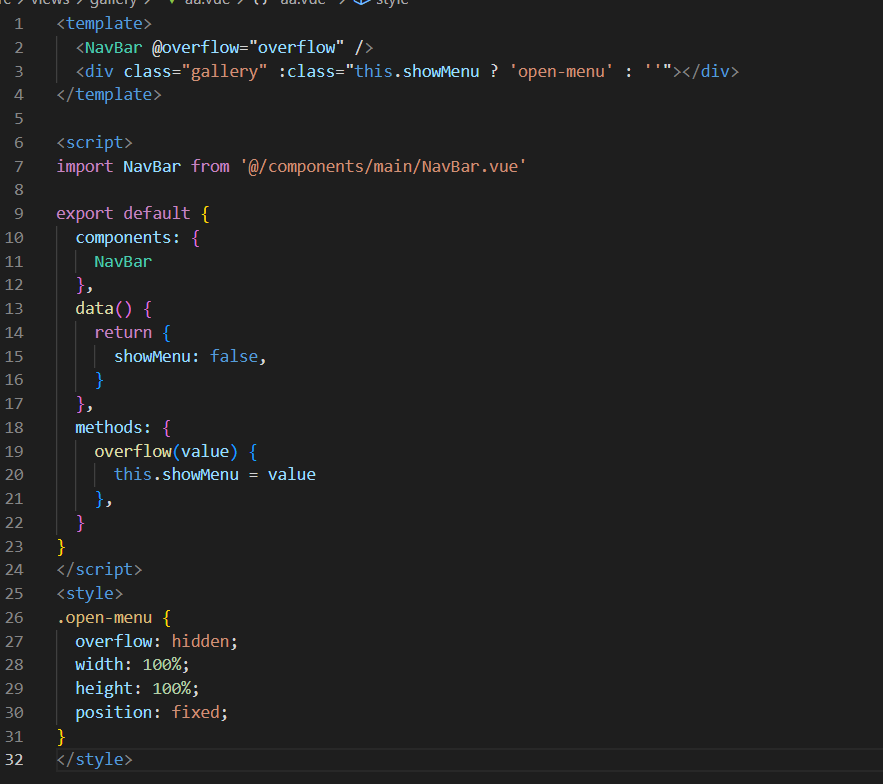 views > gallery > aa.vue > {} "aa.vue" > style
1 <template>
2 <NavBar @overflow="overflow" />
3 <div class="gallery" :class="this.showMenu ? 'open-menu' : ''"></div>
4 </template>
5
6 <script>
7 import NavBar from '@/components/main/NavBar.vue'
8
9 export default {
10 components: {
11 NavBar
12 },
13 data() {
14 return {
15 showMenu: false,
16 }
17 },
18 methods: {
19 overflow(value) {
20 this.showMenu = value
21 },
22 }
23 }
24 </script>
25 <style>
26 .open-menu {
27 overflow: hidden;
28 width: 100%;
29 height: 100%;
30 position: fixed;
31 }
32 </style>